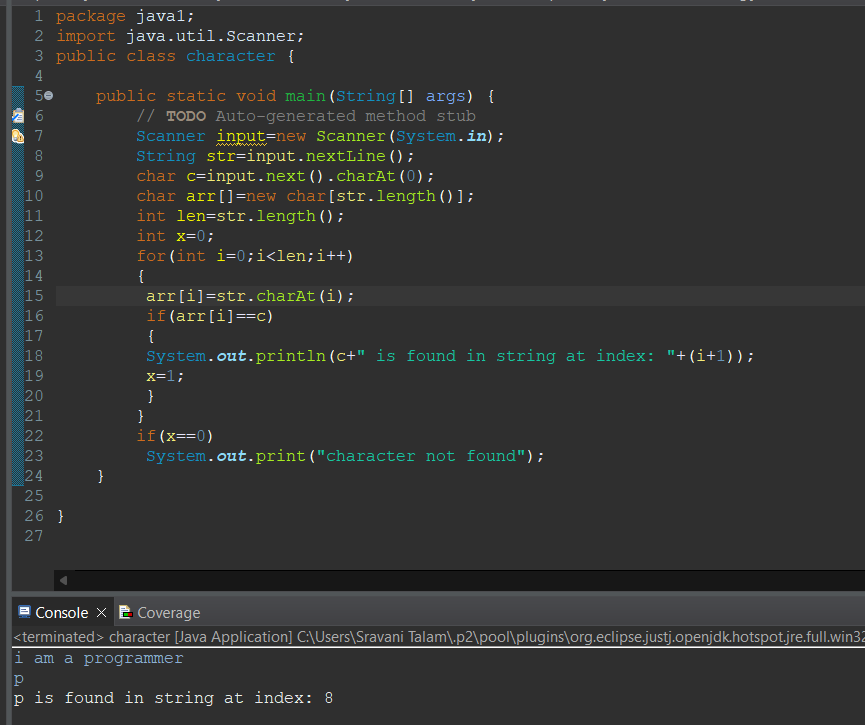 1 package java1;
2 import java.util.Scanner;
3 public class character {
4
5 public static void main(String[] args) {
6 // TODO Auto-generated method stub
7 Scanner input=new Scanner(System.in);
8 String str=input.nextLine();
9 char c=input.next().charAt(0);
10 char arr[]=new char[str.length()];
11 int len=str.length();
12 int x=0;
13 for(int i=0;i<len;i++)
14 {
15 arr[i]=str.charAt(i);
16 if(arr[i]==c)
17 {
18 System.out.println(c+" is found in string at index: "+(i+1));
19 x=1;
20 }
21 }
22 if(x==0)
23 System.out.print("character not found");
24 }
25
26 }
27
Console Coverage
<terminated> character [Java Application] C:\Users\Sravani Talam\.p2\pool\plugins\org.eclipse.justj.openjdk.hotspot.jre.full.win32
i am a programmer
p
p is found in string at index: 8